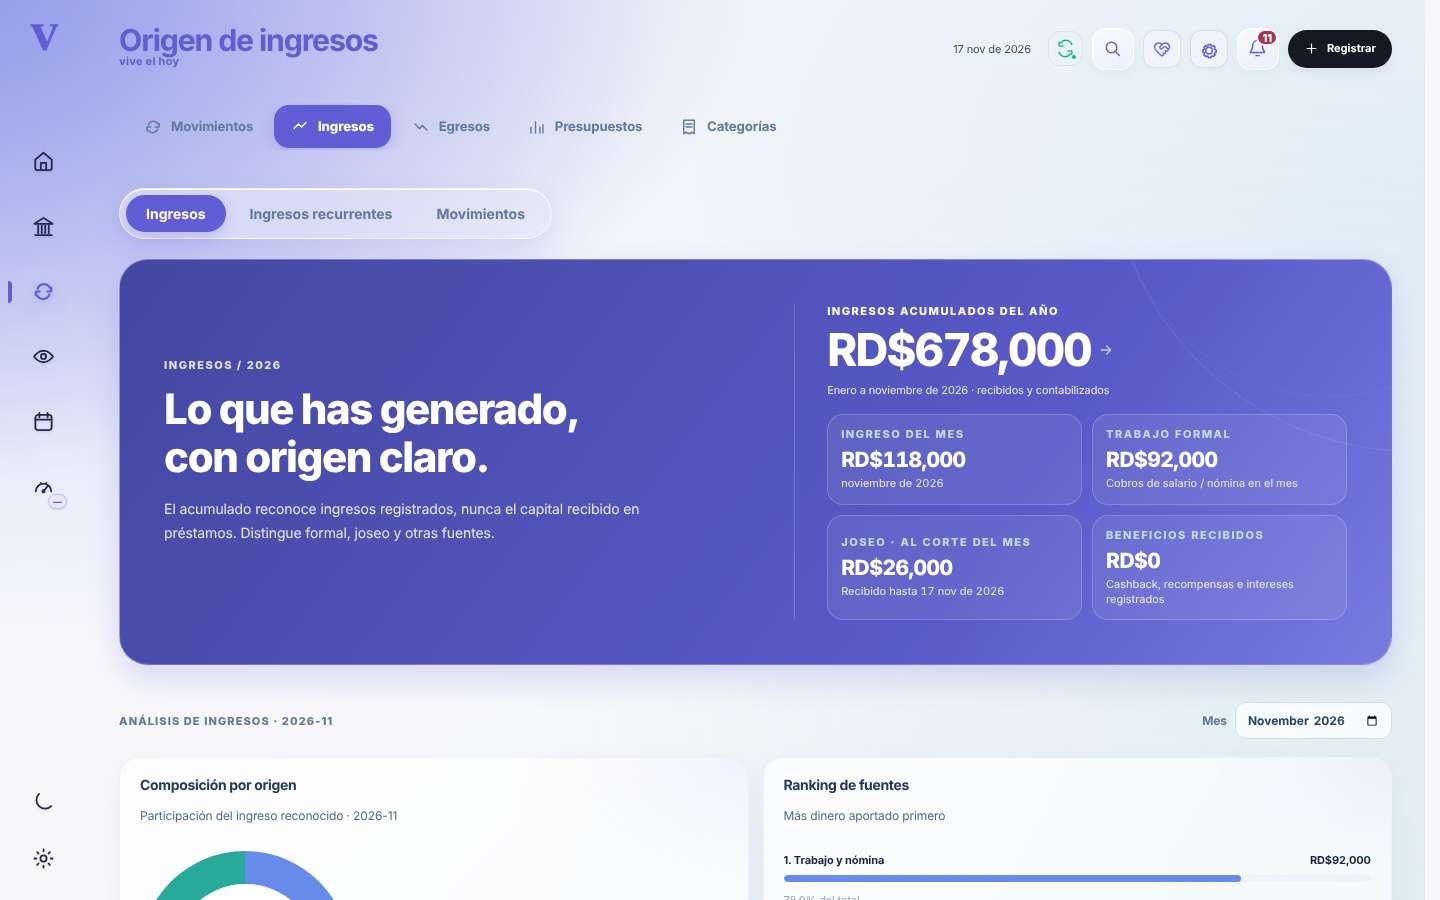 V
Origen de ingresos
vive el hoy
17 nov de 2026
11
Registrar
Movimientos
Ingresos
Egresos
Presupuestos
Categorías
Ingresos
Ingresos recurrentes
Movimientos
INGRESOS / 2026
Lo que has generado,
con origen claro.
El acumulado reconoce ingresos registrados, nunca el capital recibido en
préstamos. Distingue formal, joseo y otras fuentes.
INGRESOS ACUMULADOS DEL AÑO
RD$678,000 →
Enero a noviembre de 2026 · recibidos y contabilizados
INGRESO DEL MES
RD$118,000
noviembre de 2026
TRABAJO FORMAL
RD$92,000
Cobros de salario / nómina en el mes
JOSEO · AL CORTE DEL MES
RD$26,000
Recibido hasta 17 nov de 2026
BENEFICIOS RECIBIDOS
RD$0
Cashback, recompensas e intereses
registrados
ANÁLISIS DE INGRESOS · 2026-11
Mes
November 2026
Composición por origen
Participación del ingreso reconocido · 2026-11
Ranking de fuentes
Más dinero aportado primero
1. Trabajo y nómina
RD$92,000
78.0% del total